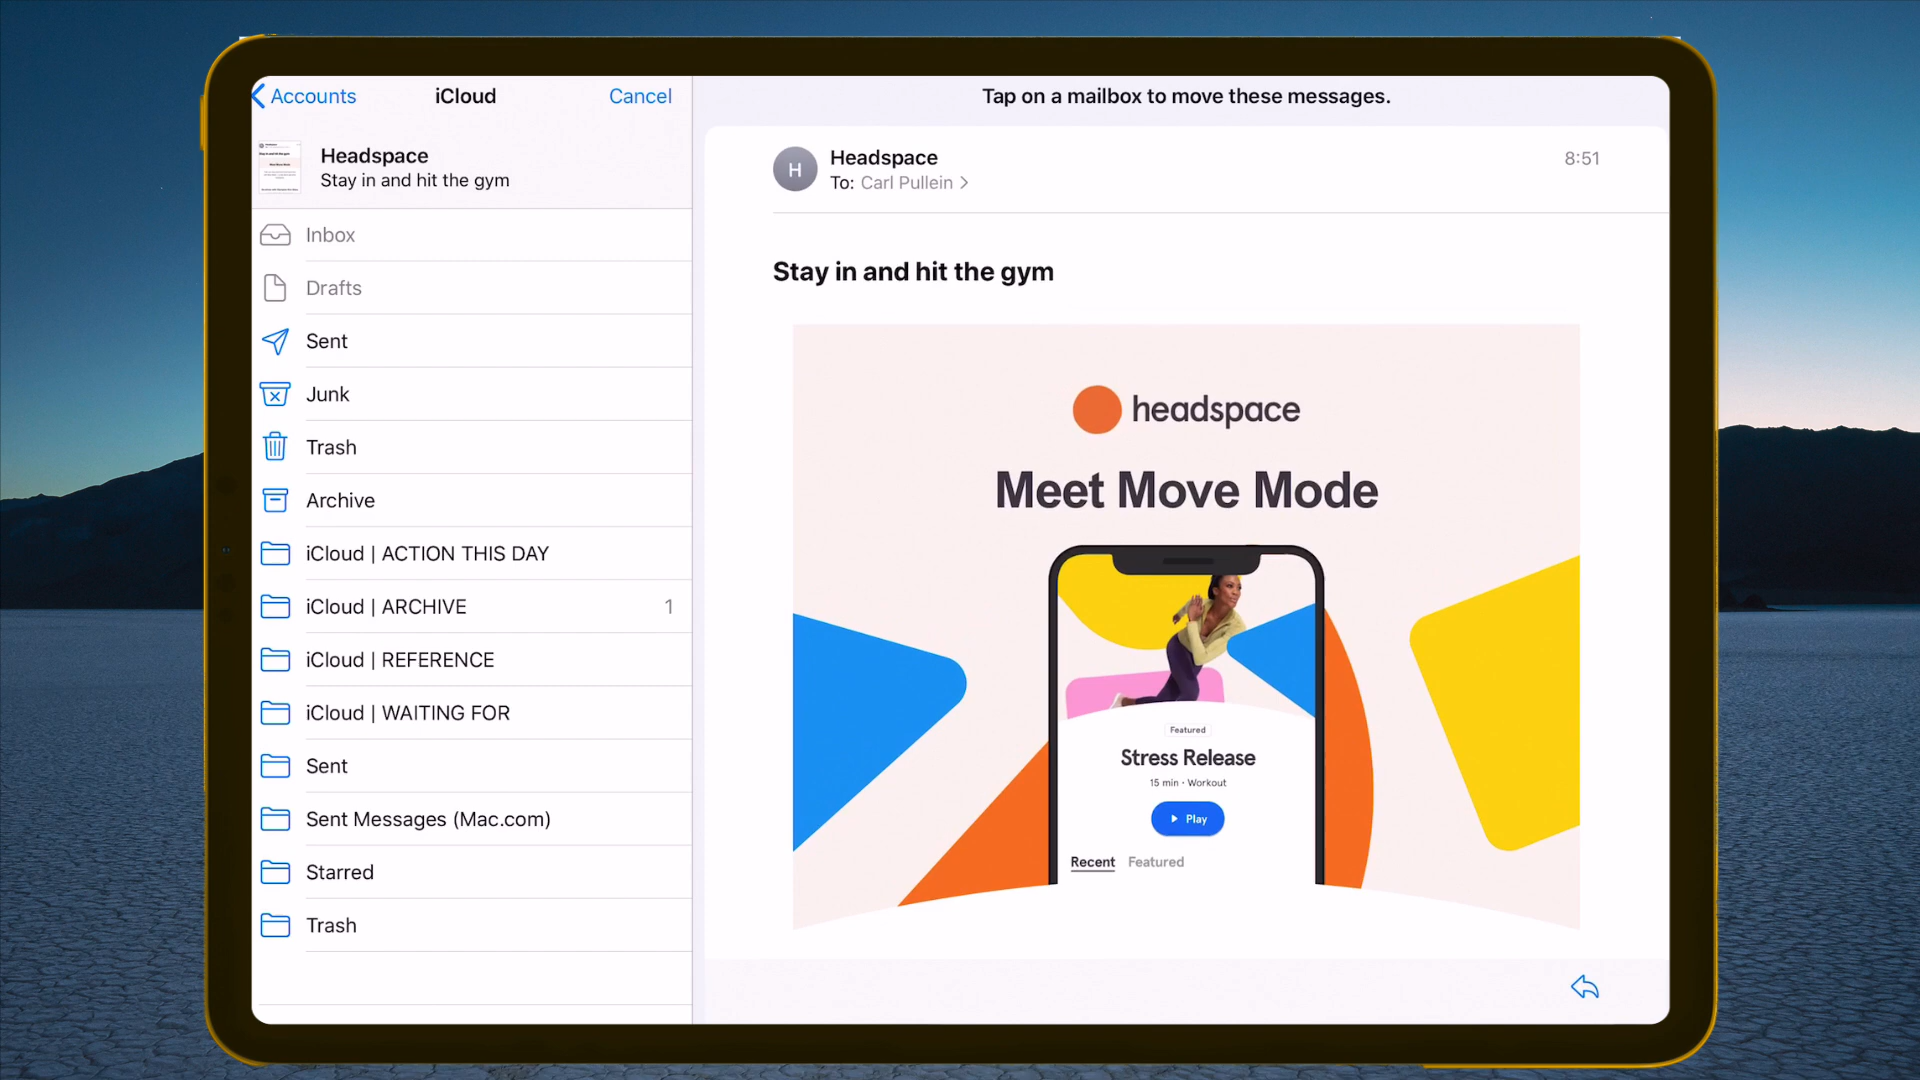 Accounts
iCloud
Cancel
Headspace
Stay in and hit the gym
Inbox
Drafts
Sent
Junk
Trash
Archive
iCloud | ACTION THIS DAY
iCloud | ARCHIVE 1
iCloud | REFERENCE
iCloud | WAITING FOR
Sent
Sent Messages (Mac.com)
Starred
Trash
Tap on a mailbox to move these messages.
H
Headspace
8:51
To: Carl Pullein
Stay in and hit the gym
headspace
Meet Move Mode
Featured
Stress Release
15 min · Workout
Play
Recent Featured